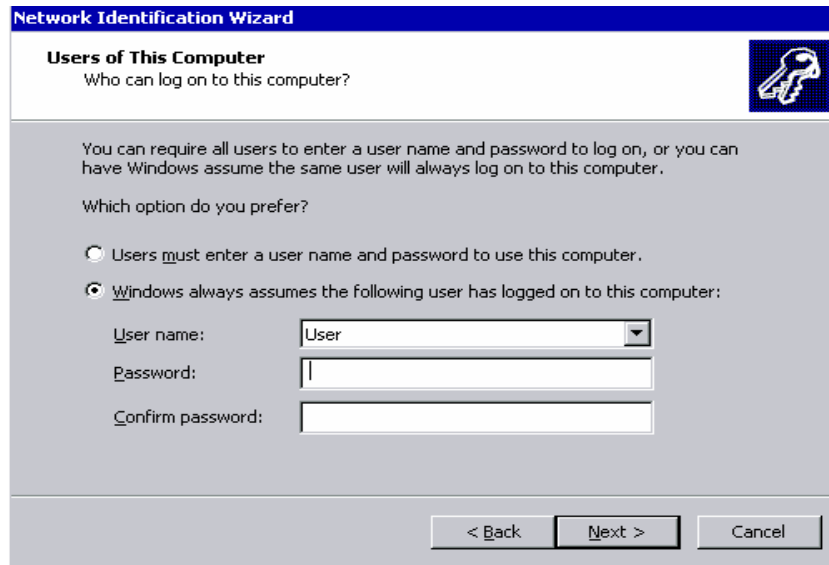 Network Identification Wizard
Users of This Computer
Who can log on to this computer?
You can require all users to enter a user name and password to log on, or you can
have Windows assume the same user will always log on to this computer.
Which option do you prefer?
Users must enter a user name and password to use this computer.
Windows always assumes the following user has logged on to this computer:
User name: User
Password:
Confirm password:
< Back Next > Cancel